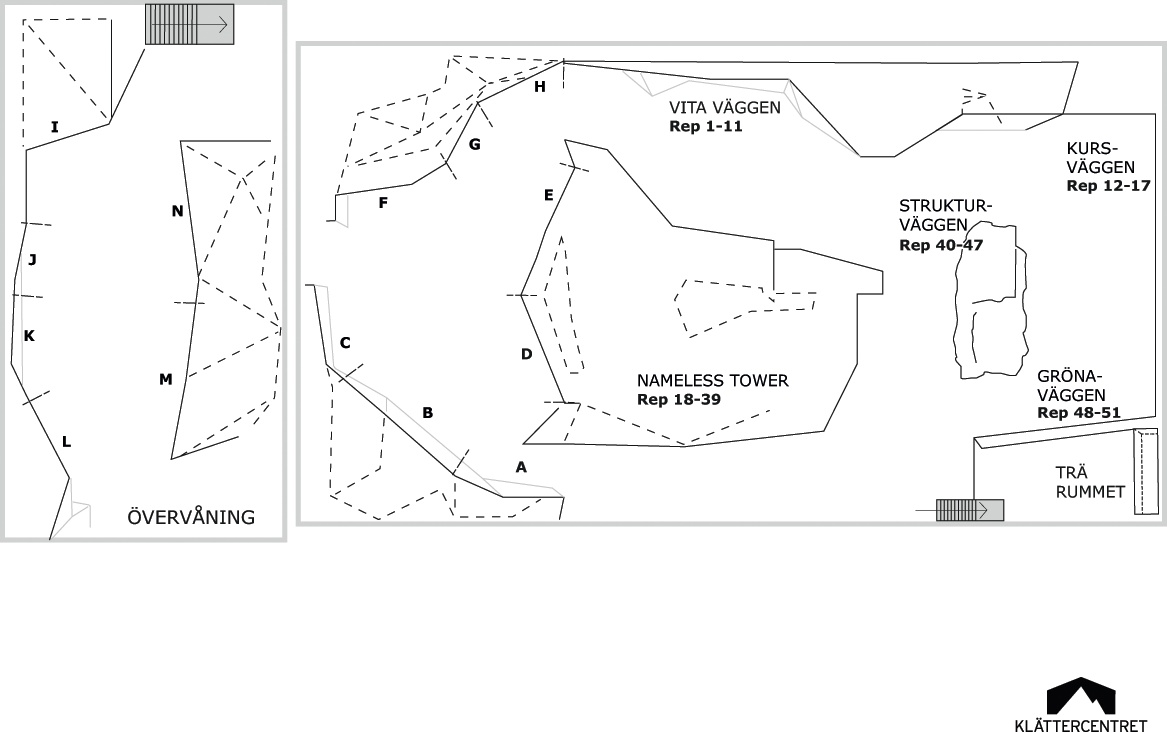 I
J
K
L
N
M
ÖVERVÅNING
H
G
F
E
D
C
B
A
VITA VÄGGEN
Rep 1-11
KURS-
VÄGGEN
Rep 12-17
STRUKTUR-
VÄGGEN
Rep 40-47
NAMELESS TOWER
Rep 18-39
GRÖNA-
VÄGGEN
Rep 48-51
TRÄ
RUMMET
KLÄTTERCENTRET